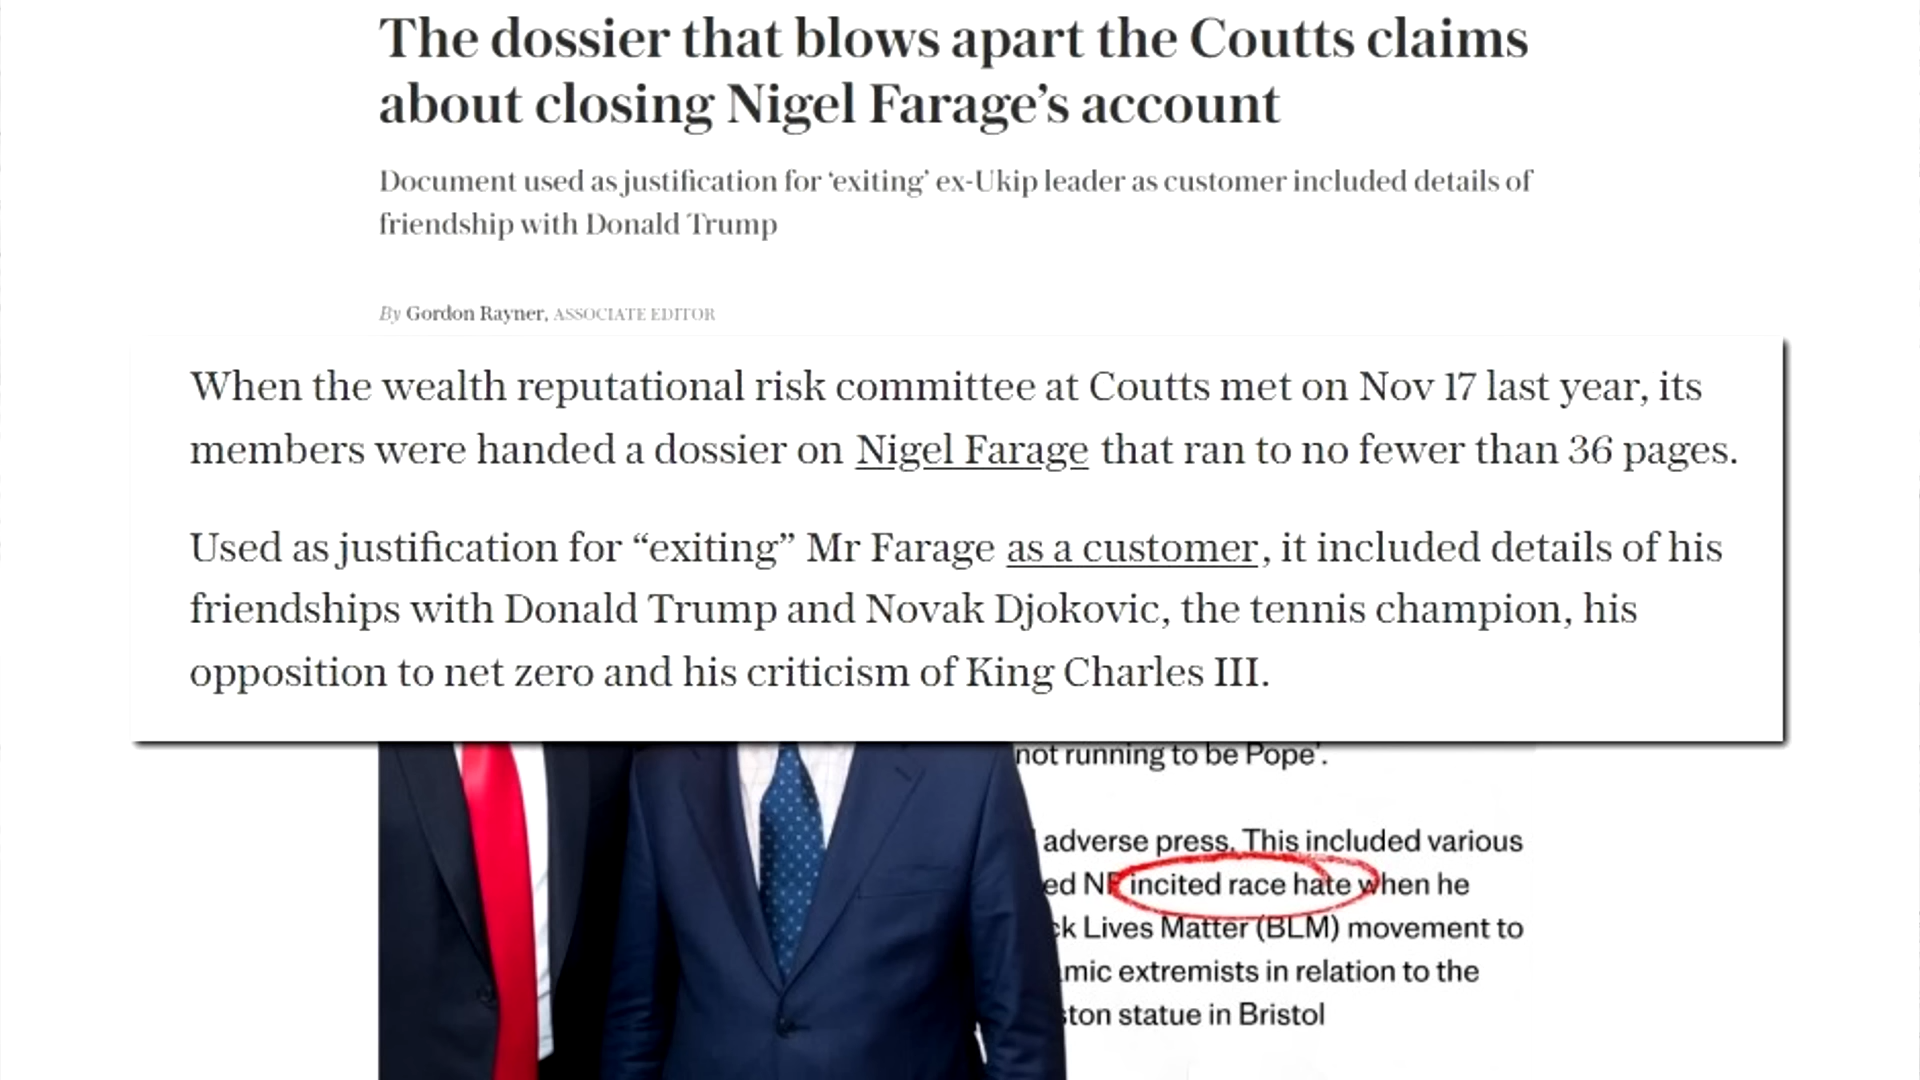 The dossier that blows apart the Coutts claims
about closing Nigel Farage’s account
Document used as justification for ‘exiting’ ex-Ukip leader as customer included details of
friendship with Donald Trump
By Gordon Rayner, ASSOCIATE EDITOR
When the wealth reputational risk committee at Coutts met on Nov 17 last year, its
members were handed a dossier on Nigel Farage that ran to no fewer than 36 pages.
Used as justification for “exiting” Mr Farage as a customer, it included details of his
friendships with Donald Trump and Novak Djokovic, the tennis champion, his
opposition to net zero and his criticism of King Charles III.
not running to be Pope’.
adverse press. This included various
incited race hate when he
Lives Matter (BLM) movement to
extremists in relation to the
statue in Bristol